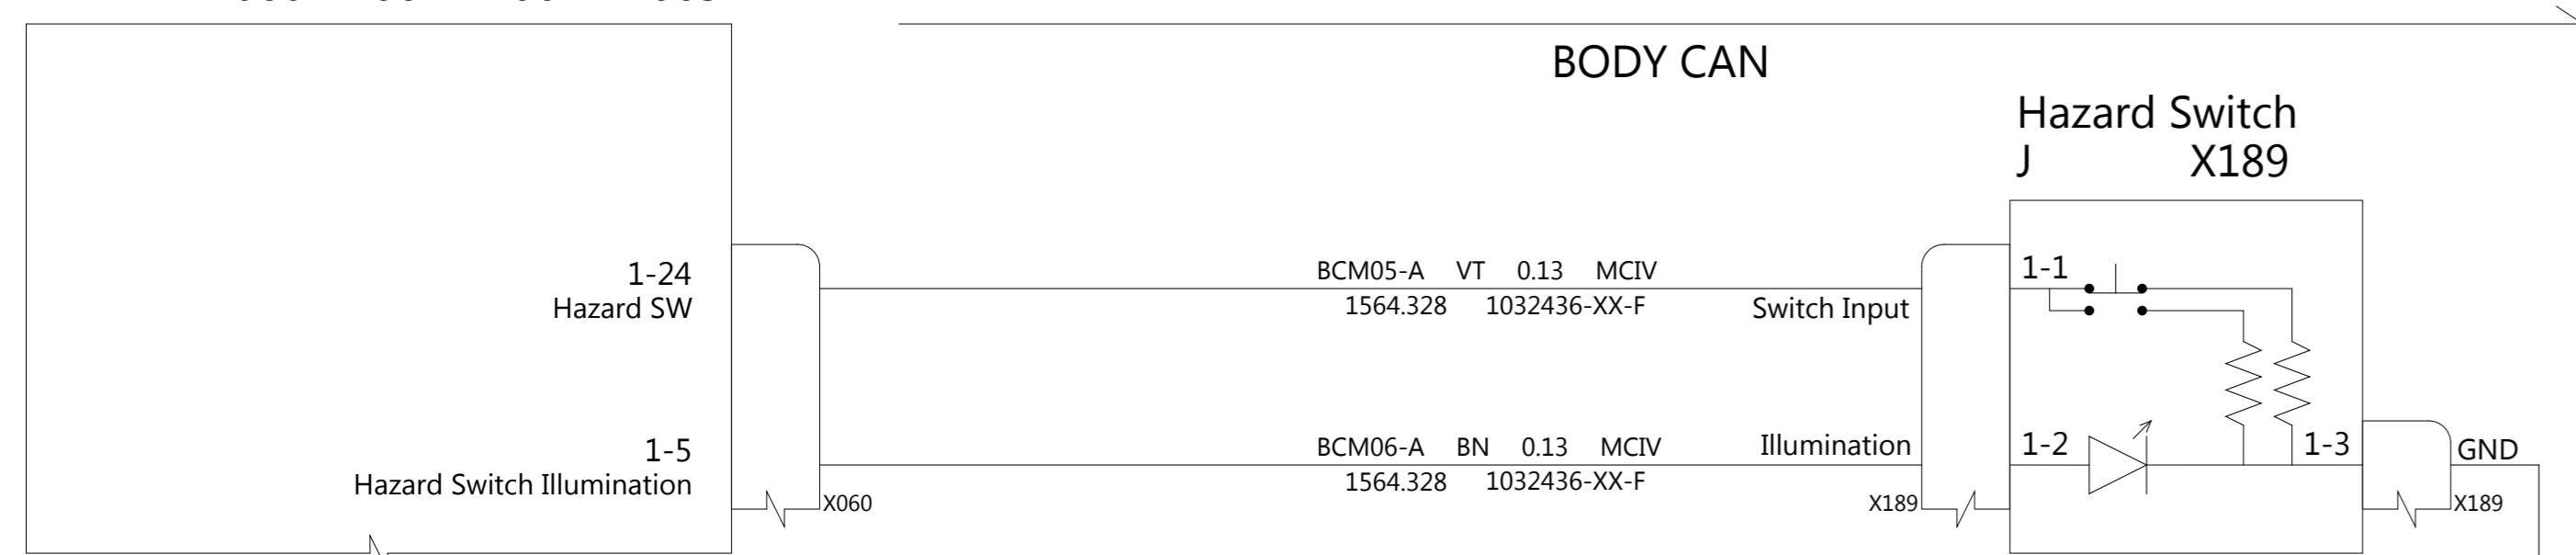 BODY CAN
Hazard Switch
J X189
1-24
Hazard SW
BCM05-A VT 0.13 MCIV
1564.328 1032436-XX-F
Switch Input
1-1
1-5
Hazard Switch Illumination
X060
BCM06-A BN 0.13 MCIV
1564.328 1032436-XX-F
Illumination
X189
1-2
1-3
GND
X189